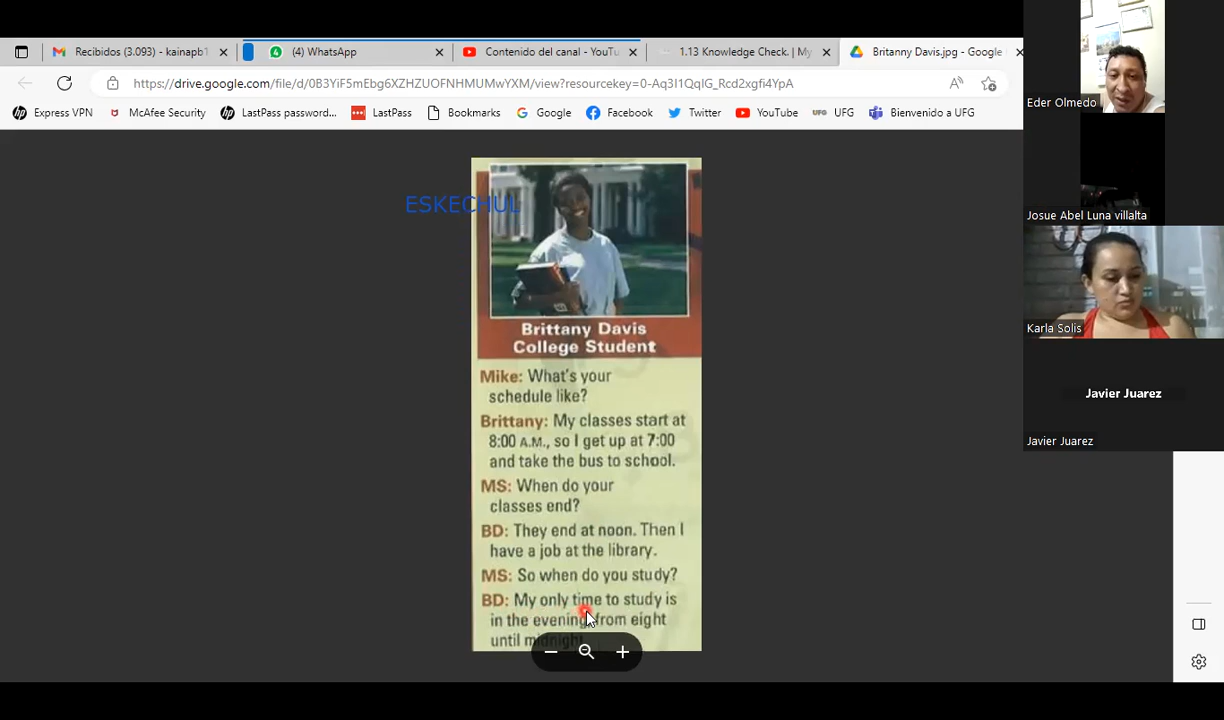 Recibidos (3.093) - kainapb1
(4) WhatsApp
Contenido del canal - YouTu
1.13 Knowledge Check. | My
Britanny Davis.jpg - Google
https://drive.google.com/file/d/0B3YiF5mEbg6XZHZUOFNHMUMwYXM/view?resourcekey=0-Aq3I1QqlG_Rcd2xgfi4YpA
Express VPN
McAfee Security
LastPass password...
LastPass
Bookmarks
Google
Facebook
Twitter
YouTube
UFG
Bienvenido a UFG
ESKECHUL
Brittany Davis
College Student
Mike: What's your
schedule like?
Brittany: My classes start at
8:00 A.M., so I get up at 7:00
and take the bus to school.
MS: When do your
classes end?
BD: They end at noon. Then I
have a job at the library.
MS: So when do you study?
BD: My only time to study is
in the evening from eight
until midnight
Eder Olmedo
Josue Abel Luna villalta
Karla Solis
Javier Juarez
Javier Juarez